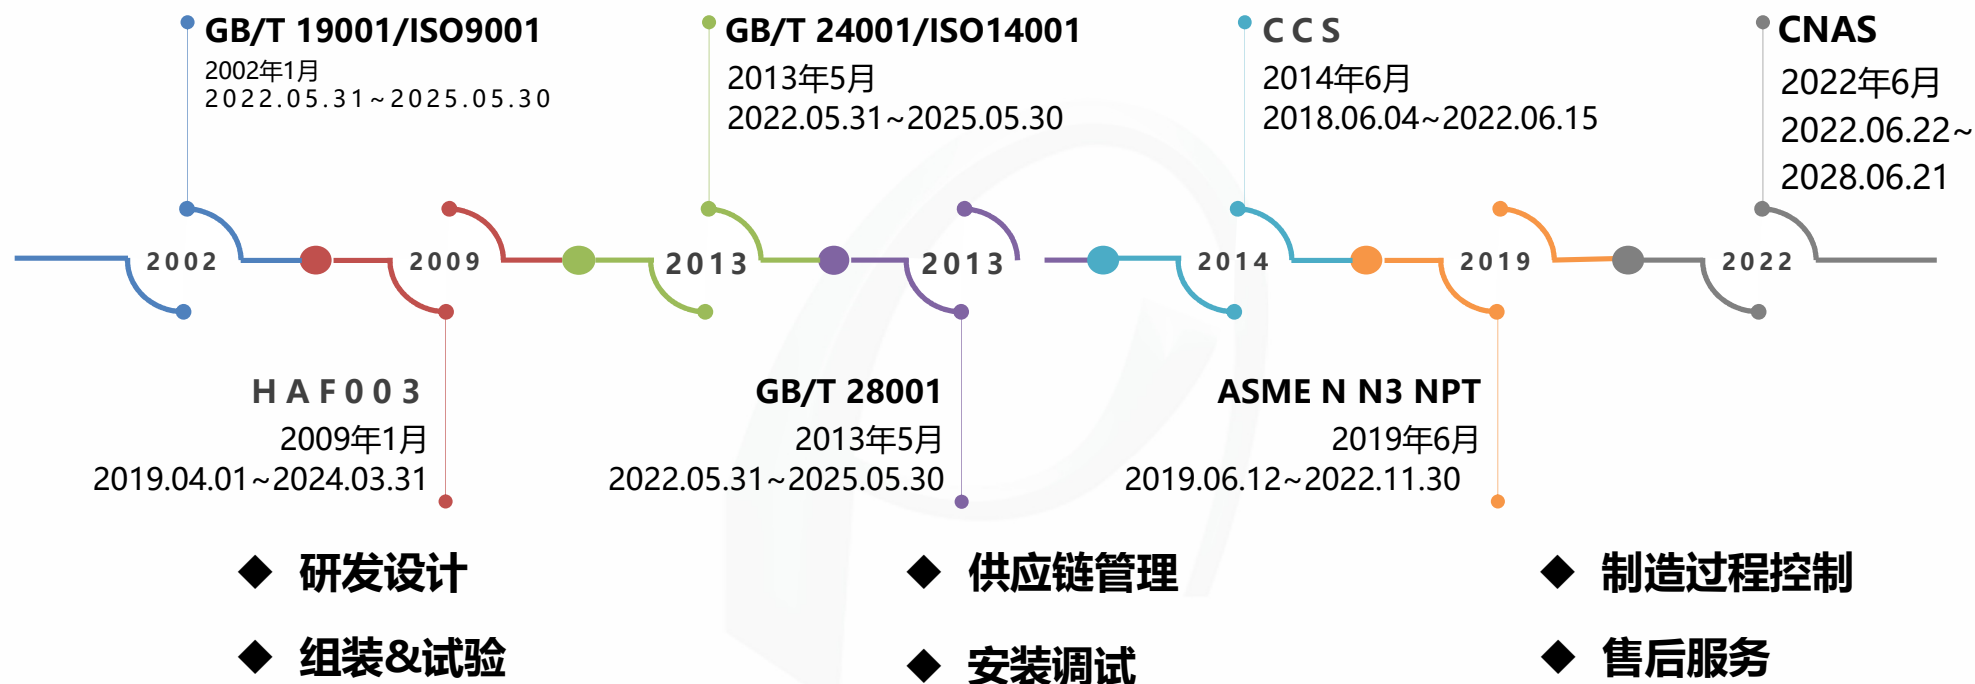 GB/T 19001/ISO9001
2002年1月
2022.05.31~2025.05.30
GB/T 24001/ISO14001
2013年5月
2022.05.31~2025.05.30
CCS
2014年6月
2018.06.04~2022.06.15
CNAS
2022年6月
2022.06.22~
2028.06.21
2002
2009
2013
2013
2014
2019
2022
HAF003
2009年1月
2019.04.01~2024.03.31
GB/T 28001
2013年5月
2022.05.31~2025.05.30
ASME N N3 NPT
2019年6月
2019.06.12~2022.11.30
◆ 研发设计
◆ 供应链管理
◆ 制造过程控制
◆ 组装&试验
◆ 安装调试
◆ 售后服务